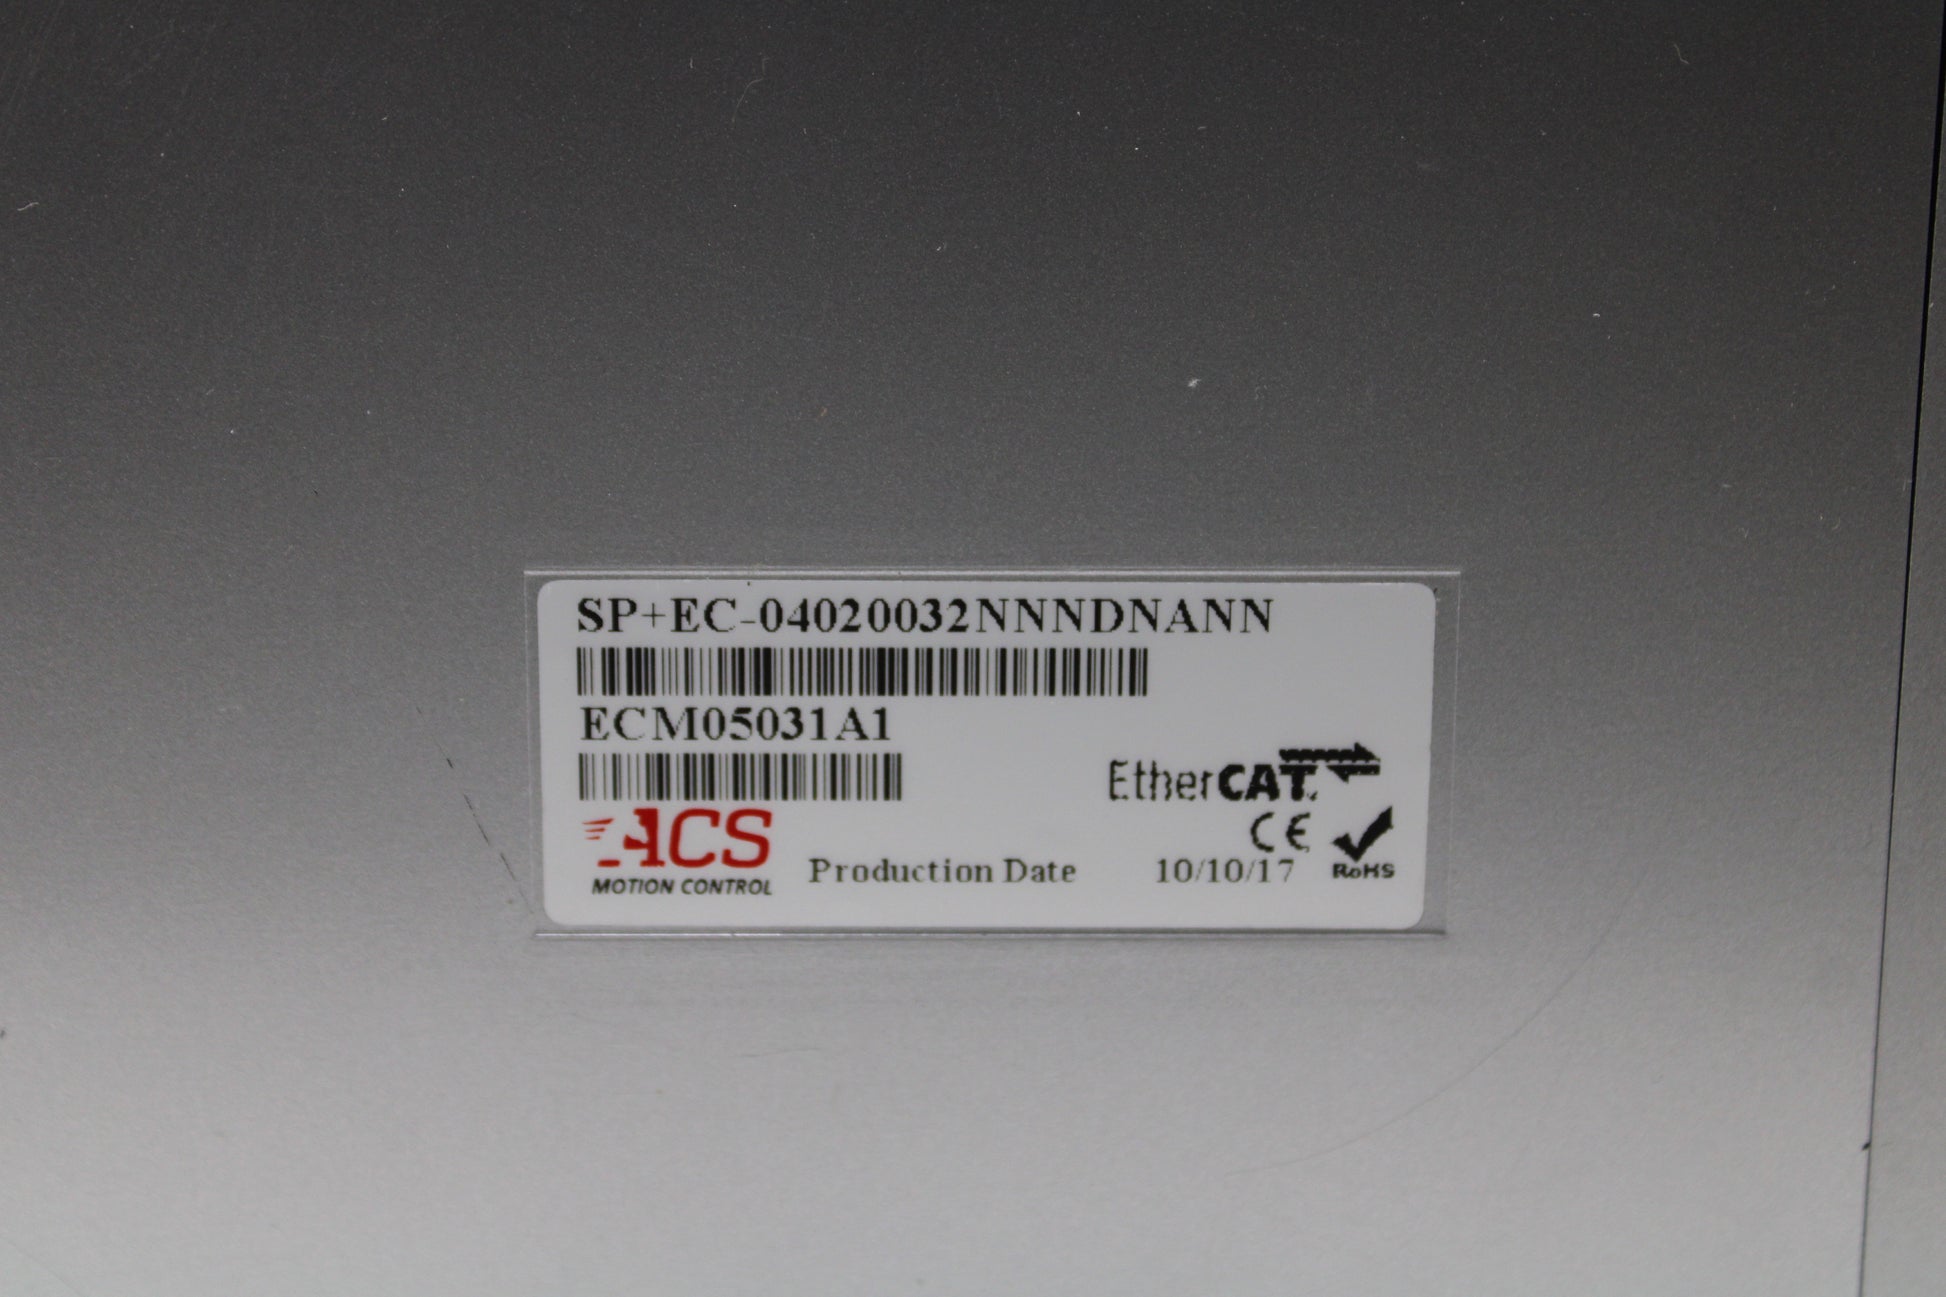 SP+EC-04020032NNNDNANN
ECM05031A1
EtherCAT
CE
ACS
MOTION CONTROL
Production Date 10/10/17
RoHS